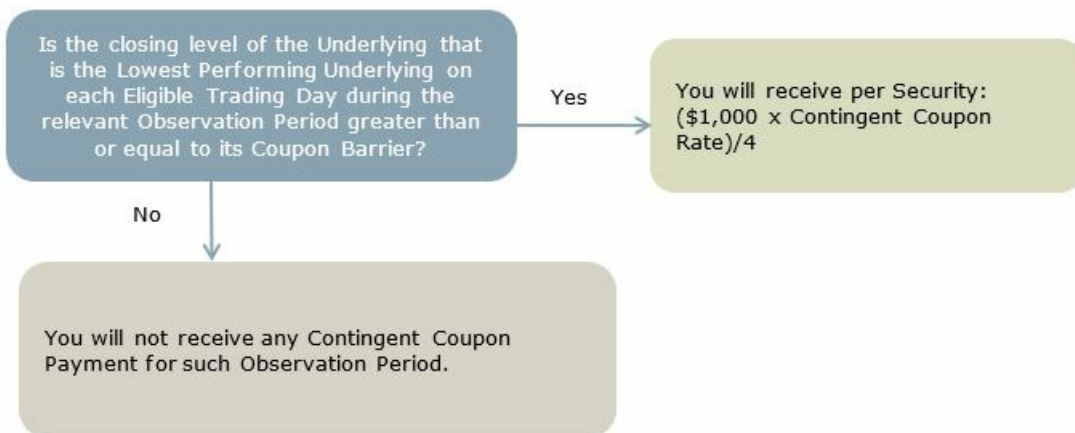 Is the closing level of the Underlying that
is the Lowest Performing Underlying on
each Eligible Trading Day during the
relevant Observation Period greater than
or equal to its Coupon Barrier?
Yes
You will receive per Security:
($1,000 x Contingent Coupon
Rate)/4
No
You will not receive any Contingent Coupon
Payment for such Observation Period.